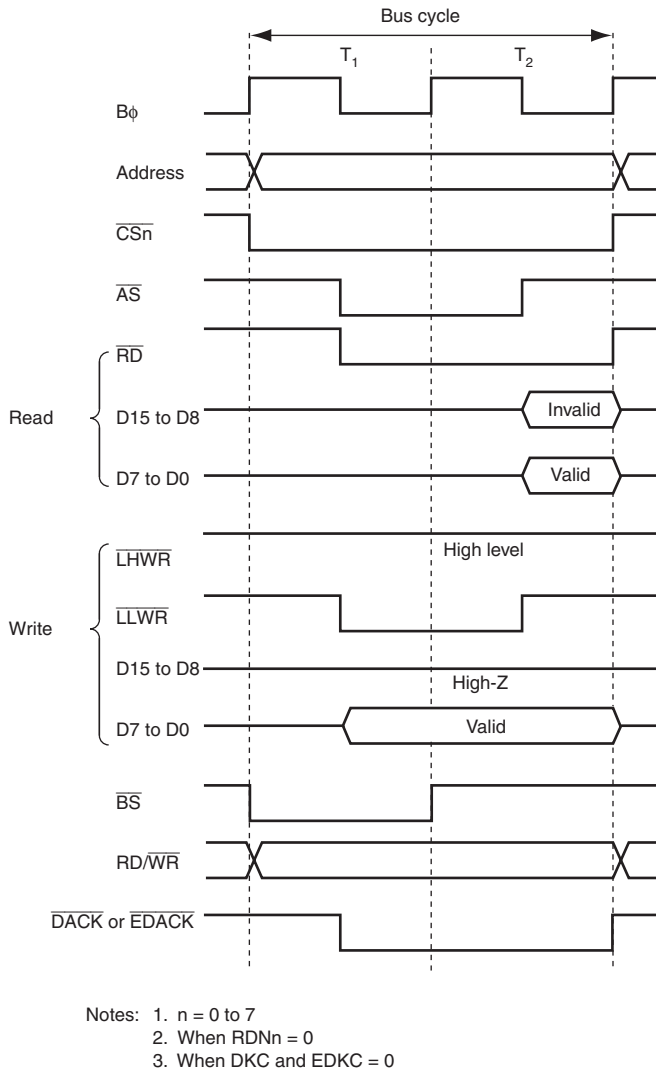 Bus cycle
T1 T2
Bφ
Address
CSn
AS
RD
Read
D15 to D8
Invalid
D7 to D0
Valid
High level
LHWR
LLWR
Write
D15 to D8
High-Z
D7 to D0
Valid
BS
RD/WR
DACK or EDACK
Notes: 1. n = 0 to 7
2. When RDNn = 0
3. When DKC and EDKC = 0